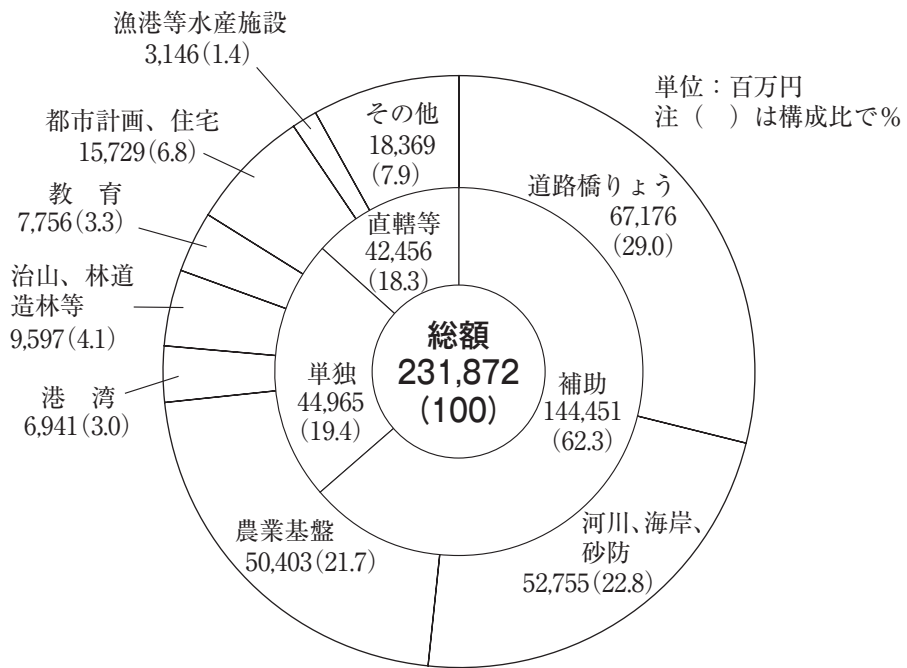 漁港等水産施設
3,146(1.4)
都市計画、住宅
15,729(6.8)
教　育
7,756(3.3)
治山、林道
造林等
9,597(4.1)
港　湾
6,941(3.0)
その他
18,369
(7.9)
単位：百万円
注（　）は構成比で%
道路橋りょう
67,176
(29.0)
直轄等
42,456
(18.3)
総額
231,872
(100)
単独
44,965
(19.4)
補助
144,451
(62.3)
農業基盤
50,403(21.7)
河川、海岸、
砂防
52,755(22.8)